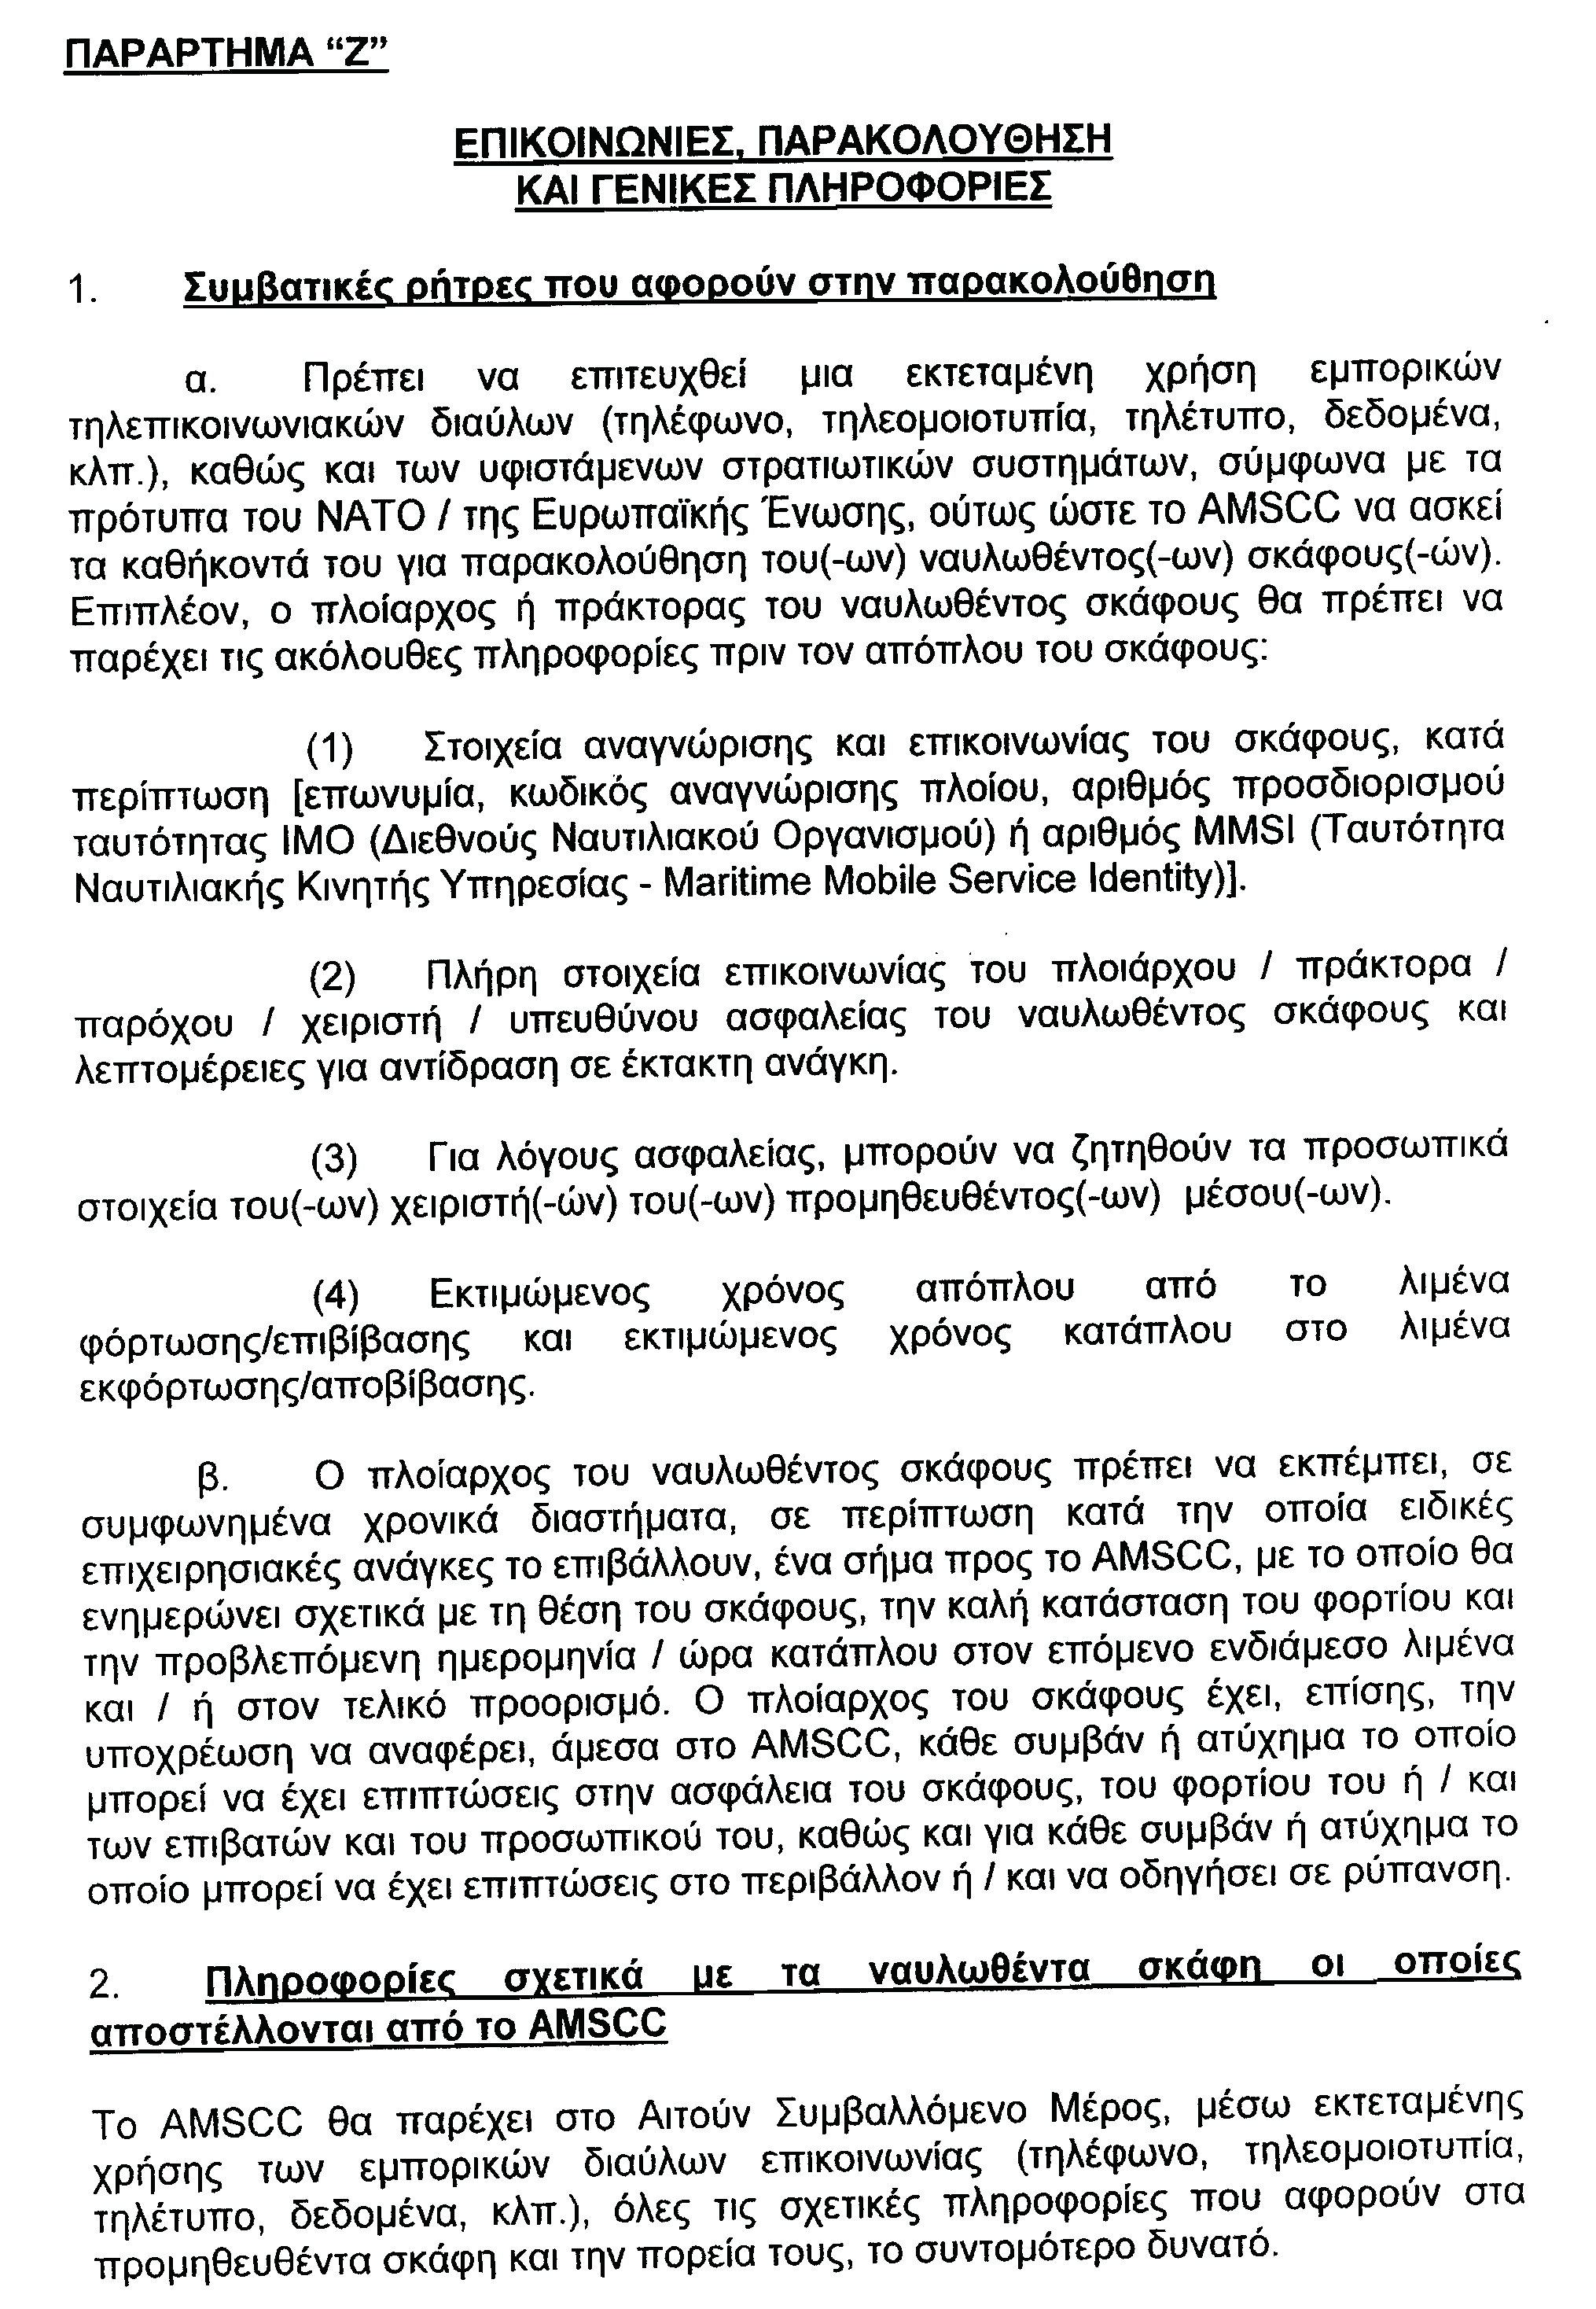 ΠΑΡΑΡΤΗΜΑ “Ζ”
ΕΠΙΚΟΙΝΩΝΙΕΣ, ΠΑΡΑΚΟΛΟΥΘΗΣΗ
ΚΑΙ ΓΕΝΙΚΕΣ ΠΛΗΡΟΦΟΡΙΕΣ
1. Συμβατικές ρήτρες που αφορούν στην παρακολούθηση
α. Πρέπει να επιτευχθεί μια εκτεταμένη χρήση εμπορικών
τηλεπικοινωνιακών διαύλων (τηλέφωνο, τηλεομοιοτυπία, τηλέτυπο, δεδομένα,
κλπ.), καθώς και των υφιστάμενων στρατιωτικών συστημάτων, σύμφωνα με τα
πρότυπα του ΝΑΤΟ / της Ευρωπαϊκής Ένωσης, ούτως ώστε το AMSCC να ασκεί
τα καθήκοντά του για παρακολούθηση του(-ων) ναυλωθέντος(-ων) σκάφους(-ών).
Επιπλέον, ο πλοίαρχος ή πράκτορας του ναυλωθέντος σκάφους θα πρέπει να
παρέχει τις ακόλουθες πληροφορίες πριν τον απόπλου του σκάφους:
(1) Στοιχεία αναγνώρισης και επικοινωνίας του σκάφους, κατά
περίπτωση [επωνυμία, κωδικός αναγνώρισης πλοίου, αριθμός προσδιορισμού
ταυτότητας ΙΜΟ (Διεθνούς Ναυτιλιακού Οργανισμού) ή αριθμός MMSI (Ταυτότητα
Ναυτιλιακής Κινητής Υπηρεσίας - Maritime Mobile Service Identity)].
(2) Πλήρη στοιχεία επικοινωνίας του πλοιάρχου / πράκτορα /
παρόχου / χειριστή / υπευθύνου ασφαλείας του ναυλωθέντος σκάφους και
λεπτομέρειες για αντίδραση σε έκτακτη ανάγκη.
(3) Για λόγους ασφαλείας, μπορούν να ζητηθούν τα προσωπικά
στοιχεία του(-ων) χειριστή(-ών) του(-ων) προμηθευθέντος(-ων) μέσου(-ων).
(4) Εκτιμώμενος χρόνος απόπλου από το λιμένα
φόρτωσης/επιβίβασης και εκτιμώμενος χρόνος κατάπλου στο λιμένα
εκφόρτωσης/αποβίβασης.
β. Ο πλοίαρχος του ναυλωθέντος σκάφους πρέπει να εκπέμπει, σε
συμφωνημένα χρονικά διαστήματα, σε περίπτωση κατά την οποία ειδικές
επιχειρησιακές ανάγκες το επιβάλλουν, ένα σήμα προς το AMSCC, με το οποίο θα
ενημερώνει σχετικά με τη θέση του σκάφους, την καλή κατάσταση του φορτίου και
την προβλεπόμενη ημερομηνία / ώρα κατάπλου στον επόμενο ενδιάμεσο λιμένα
και / ή στον τελικό προορισμό. Ο πλοίαρχος του σκάφους έχει, επίσης, την
υποχρέωση να αναφέρει, άμεσα στο AMSCC, κάθε συμβάν ή ατύχημα το οποίο
μπορεί να έχει επιπτώσεις στην ασφάλεια του σκάφους, του φορτίου του ή / και
των επιβατών και του προσωπικού του, καθώς και για κάθε συμβάν ή ατύχημα το
οποίο μπορεί να έχει επιπτώσεις στο περιβάλλον ή / και να οδηγήσει σε ρύπανση.
2. Πληροφορίες σχετικά με τα ναυλωθέντα σκάφη οι οποίες
αποστέλλονται από το AMSCC
Το AMSCC θα παρέχει στο Αιτούν Συμβαλλόμενο Μέρος, μέσω εκτεταμένης
χρήσης των εμπορικών διαύλων επικοινωνίας (τηλέφωνο, τηλεομοιοτυπία,
τηλέτυπο, δεδομένα, κλπ.), όλες τις σχετικές πληροφορίες που αφορούν στα
προμηθευθέντα σκάφη και την πορεία τους, το συντομότερο δυνατό.